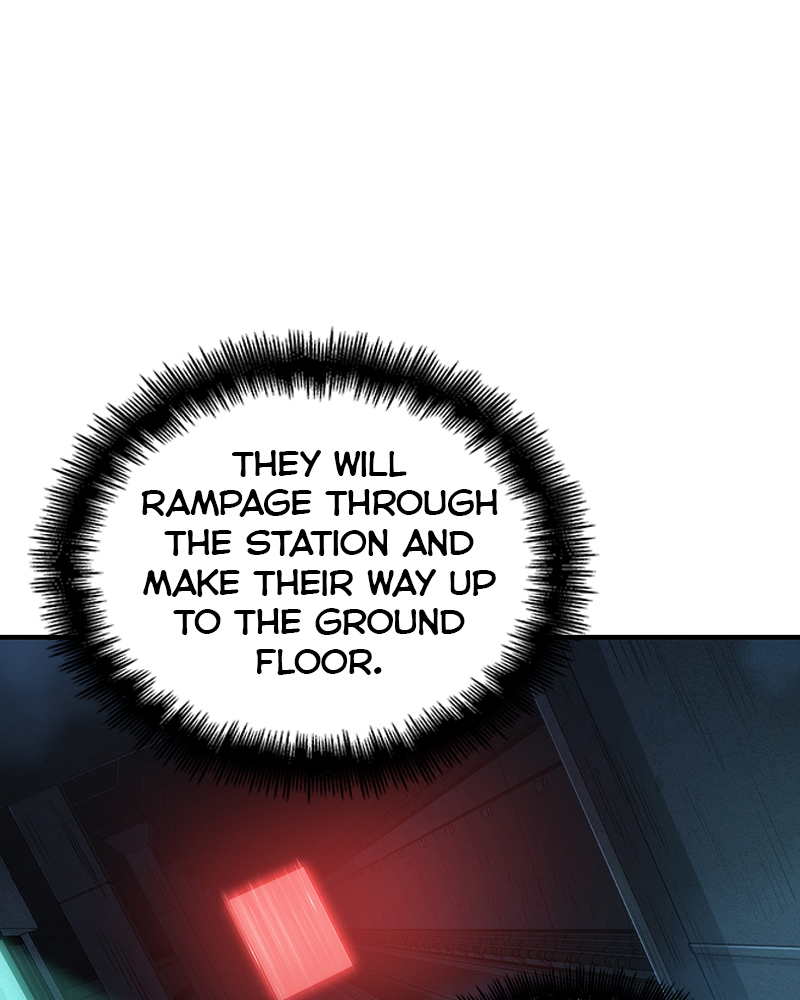 THEY WILL
RAMPAGE THROUGH
THE STATION AND
MAKE THEIR WAY UP
TO THE GROUND
FLOOR.